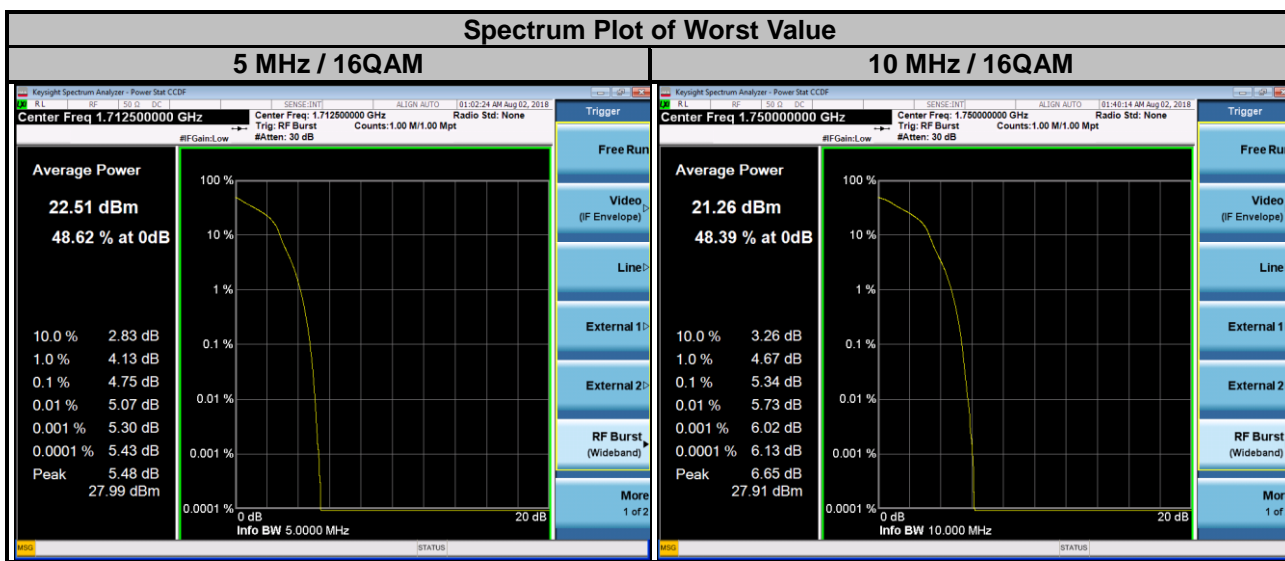 Spectrum Plot of Worst Value
5 MHz / 16QAM
10 MHz / 16QAM
Keysight Spectrum Analyzer - Power Stat CCDF
RL RF 50 Ω DC SENSE:INT ALIGN AUTO 01:02:24 AM Aug 02, 2018
Center Freq 1.712500000 GHz
Center Freq: 1.712500000 GHz Radio Std: None
Trig: RF Burst Counts:1.00 M/1.00 Mpt
#IFGain:Low #Atten: 30 dB
Average Power
22.51 dBm
48.62 % at 0dB
10.0 % 2.83 dB
1.0 % 4.13 dB
0.1 % 4.75 dB
0.01 % 5.07 dB
0.001 % 5.30 dB
0.0001 % 5.43 dB
Peak 5.48 dB
27.99 dBm
100 %
10 %
1 %
0.1 %
0.01 %
0.001 %
0.0001 %
0 dB 20 dB
Info BW 5.0000 MHz
Trigger
Free Run
Video
(IF Envelope)
Line
External 1
External 2
RF Burst
(Wideband)
More
1 of 2
MSG STATUS
Keysight Spectrum Analyzer - Power Stat CCDF
RL RF 50 Ω DC SENSE:INT ALIGN AUTO 01:40:14 AM Aug 02, 2018
Center Freq 1.750000000 GHz
Center Freq: 1.750000000 GHz Radio Std: None
Trig: RF Burst Counts:1.00 M/1.00 Mpt
#IFGain:Low #Atten: 30 dB
Average Power
21.26 dBm
48.39 % at 0dB
10.0 % 3.26 dB
1.0 % 4.67 dB
0.1 % 5.34 dB
0.01 % 5.73 dB
0.001 % 6.02 dB
0.0001 % 6.13 dB
Peak 6.65 dB
27.91 dBm
100 %
10 %
1 %
0.1 %
0.01 %
0.001 %
0.0001 %
0 dB 20 dB
Info BW 10.000 MHz
Trigger
Free Ru
Video
(IF Envelope)
Line
External 1
External 2
RF Burst
(Wideband)
Mor
1 of
MSG STATUS